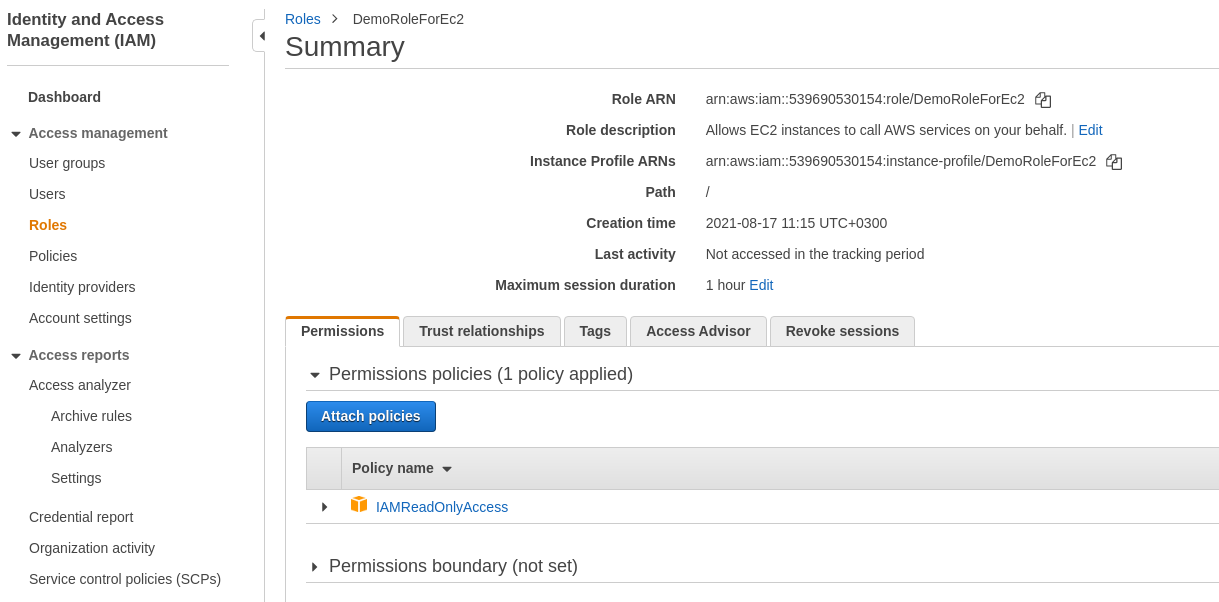 Identity and Access
Management (IAM)
Dashboard
Access management
User groups
Users
Roles
Policies
Identity providers
Account settings
Access reports
Access analyzer
Archive rules
Analyzers
Settings
Credential report
Organization activity
Service control policies (SCPs)
Roles > DemoRoleForEc2
Summary
Role ARN arn:aws:iam::539690530154:role/DemoRoleForEc2
Role description Allows EC2 instances to call AWS services on your behalf. | Edit
Instance Profile ARNs arn:aws:iam::539690530154:instance-profile/DemoRoleForEc2
Path /
Creation time 2021-08-17 11:15 UTC+0300
Last activity Not accessed in the tracking period
Maximum session duration 1 hour Edit
Permissions Trust relationships Tags Access Advisor Revoke sessions
Permissions policies (1 policy applied)
Attach policies
Policy name
IAMReadOnlyAccess
Permissions boundary (not set)